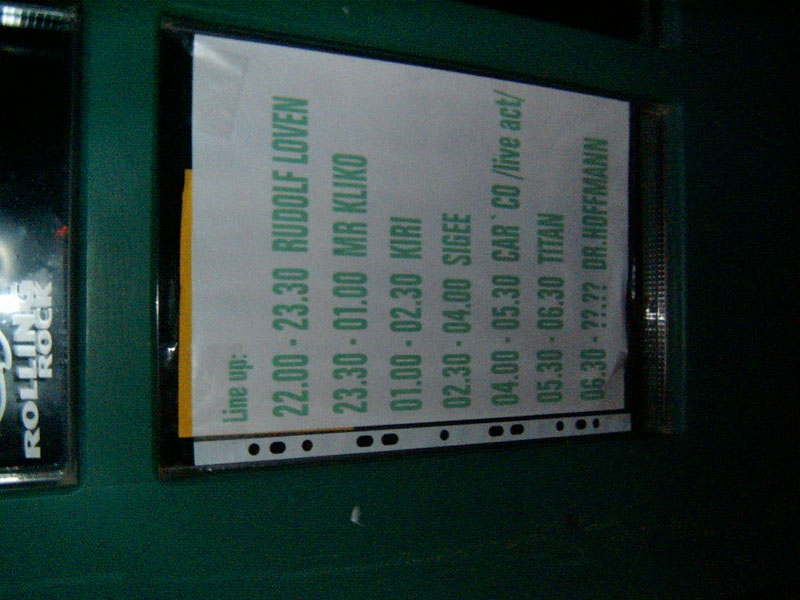 Line up:
22.00 - 23.30 RUDOLF LOVEN
23.30 - 01.00 MR KLIKO
01.00 - 02.30 KIRI
02.30 - 04.00 SIGEE
04.00 - 05.30 CAR`CO /live act/
05.30 - 06.30 TITAN
06.30 - ??.?? DR.HOFFMANN
ROLLING
ROCK